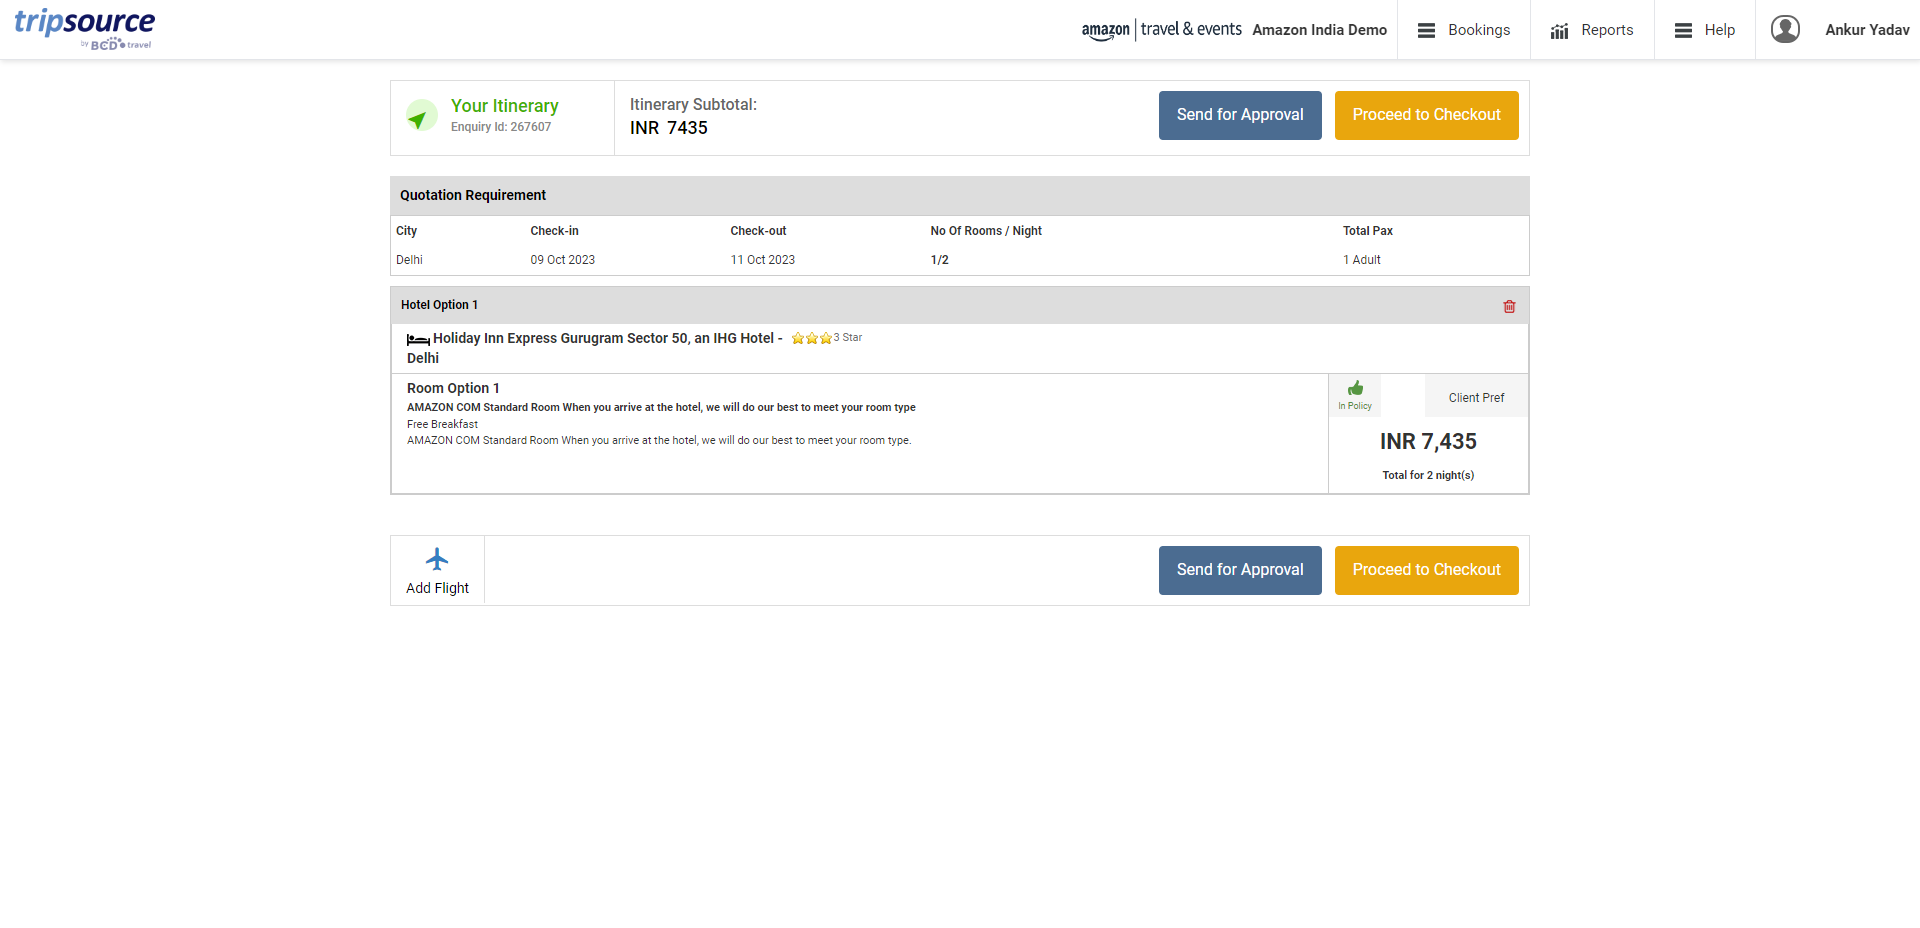 tripsource
by BCD travel
amazon | travel & events Amazon India Demo
Bookings
Reports
Help
Ankur Yadav
Your Itinerary
Enquiry Id: 267607
Itinerary Subtotal:
INR 7435
Send for Approval
Proceed to Checkout
Quotation Requirement
City Check-in Check-out No Of Rooms / Night Total Pax
Delhi 09 Oct 2023 11 Oct 2023 1/2 1 Adult
Hotel Option 1
Holiday Inn Express Gurugram Sector 50, an IHG Hotel - 3 Star
Delhi
Room Option 1
AMAZON COM Standard Room When you arrive at the hotel, we will do our best to meet your room type
Free Breakfast
AMAZON COM Standard Room When you arrive at the hotel, we will do our best to meet your room type.
In Policy
Client Pref
INR 7,435
Total for 2 night(s)
Add Flight
Send for Approval
Proceed to Checkout